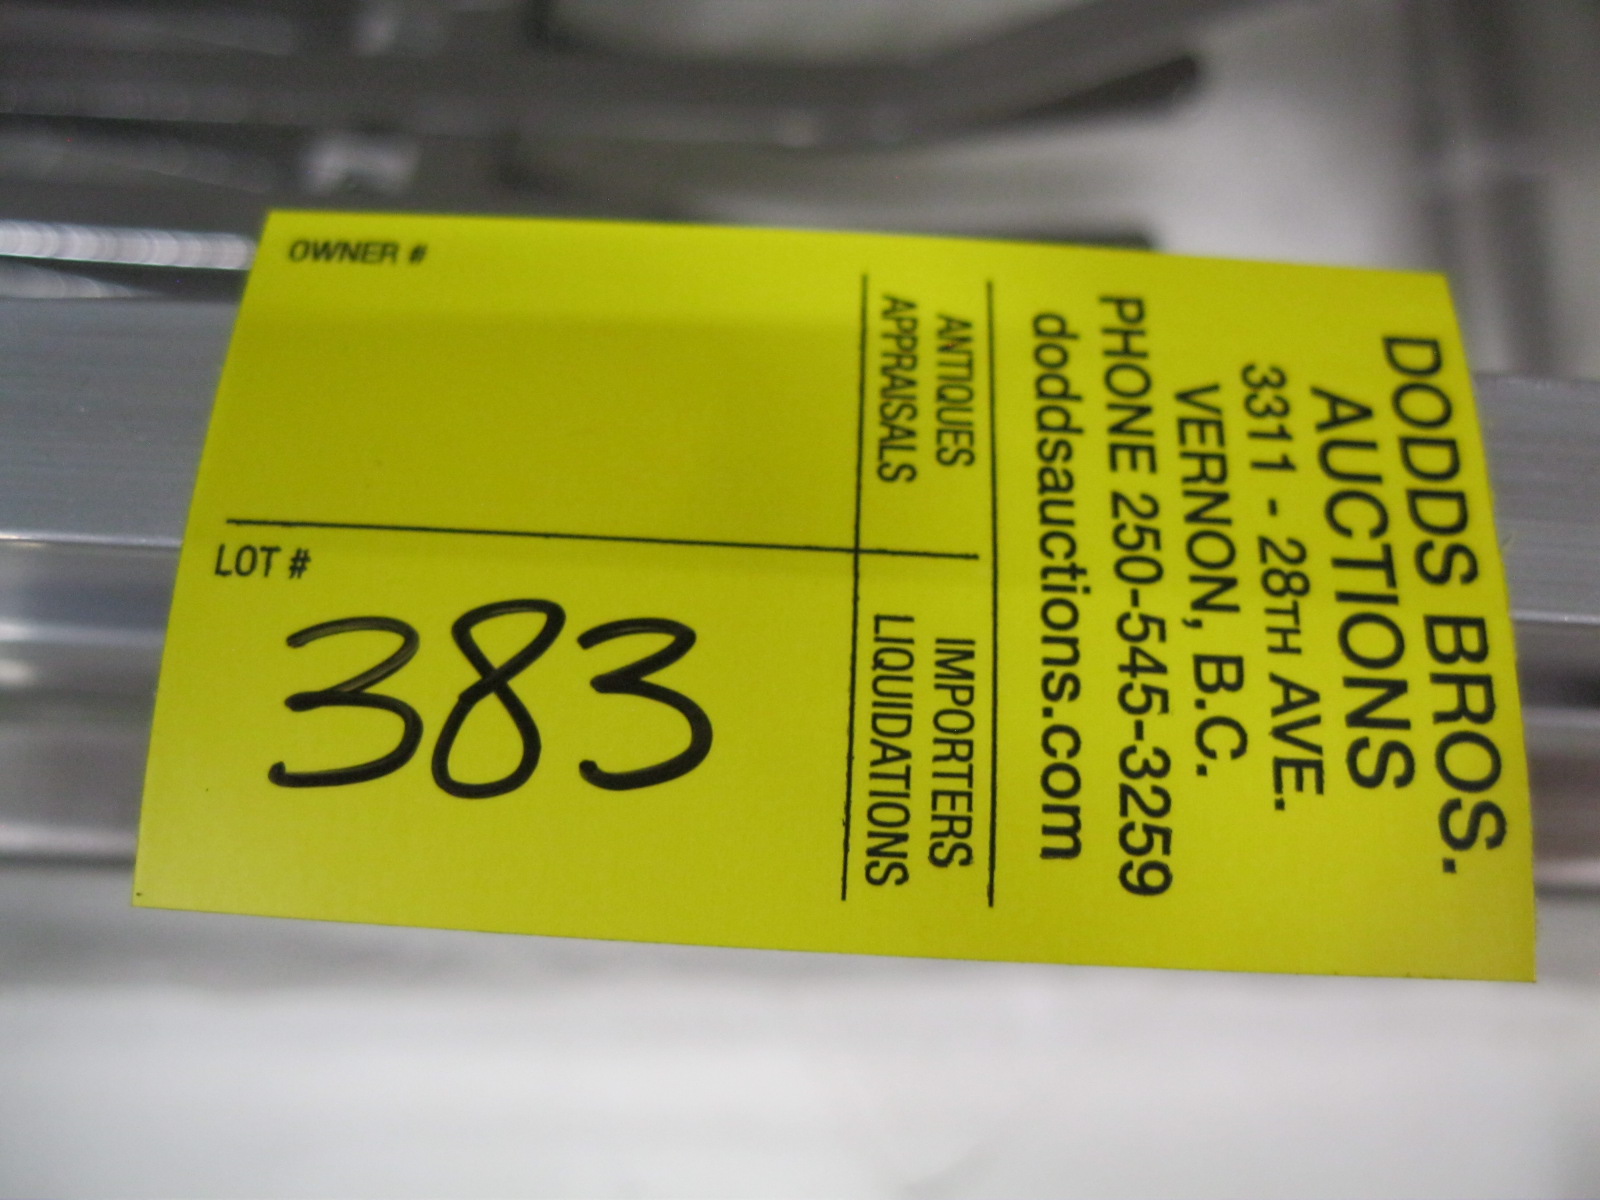 DODDS BROS.
AUCTIONS
3311 - 28TH AVE.
VERNON, B.C.
PHONE 250-545-3259
doddsauctions.com
ANTIQUES
APPRAISALS
IMPORTERS
LIQUIDATIONS
OWNER #
LOT #
383